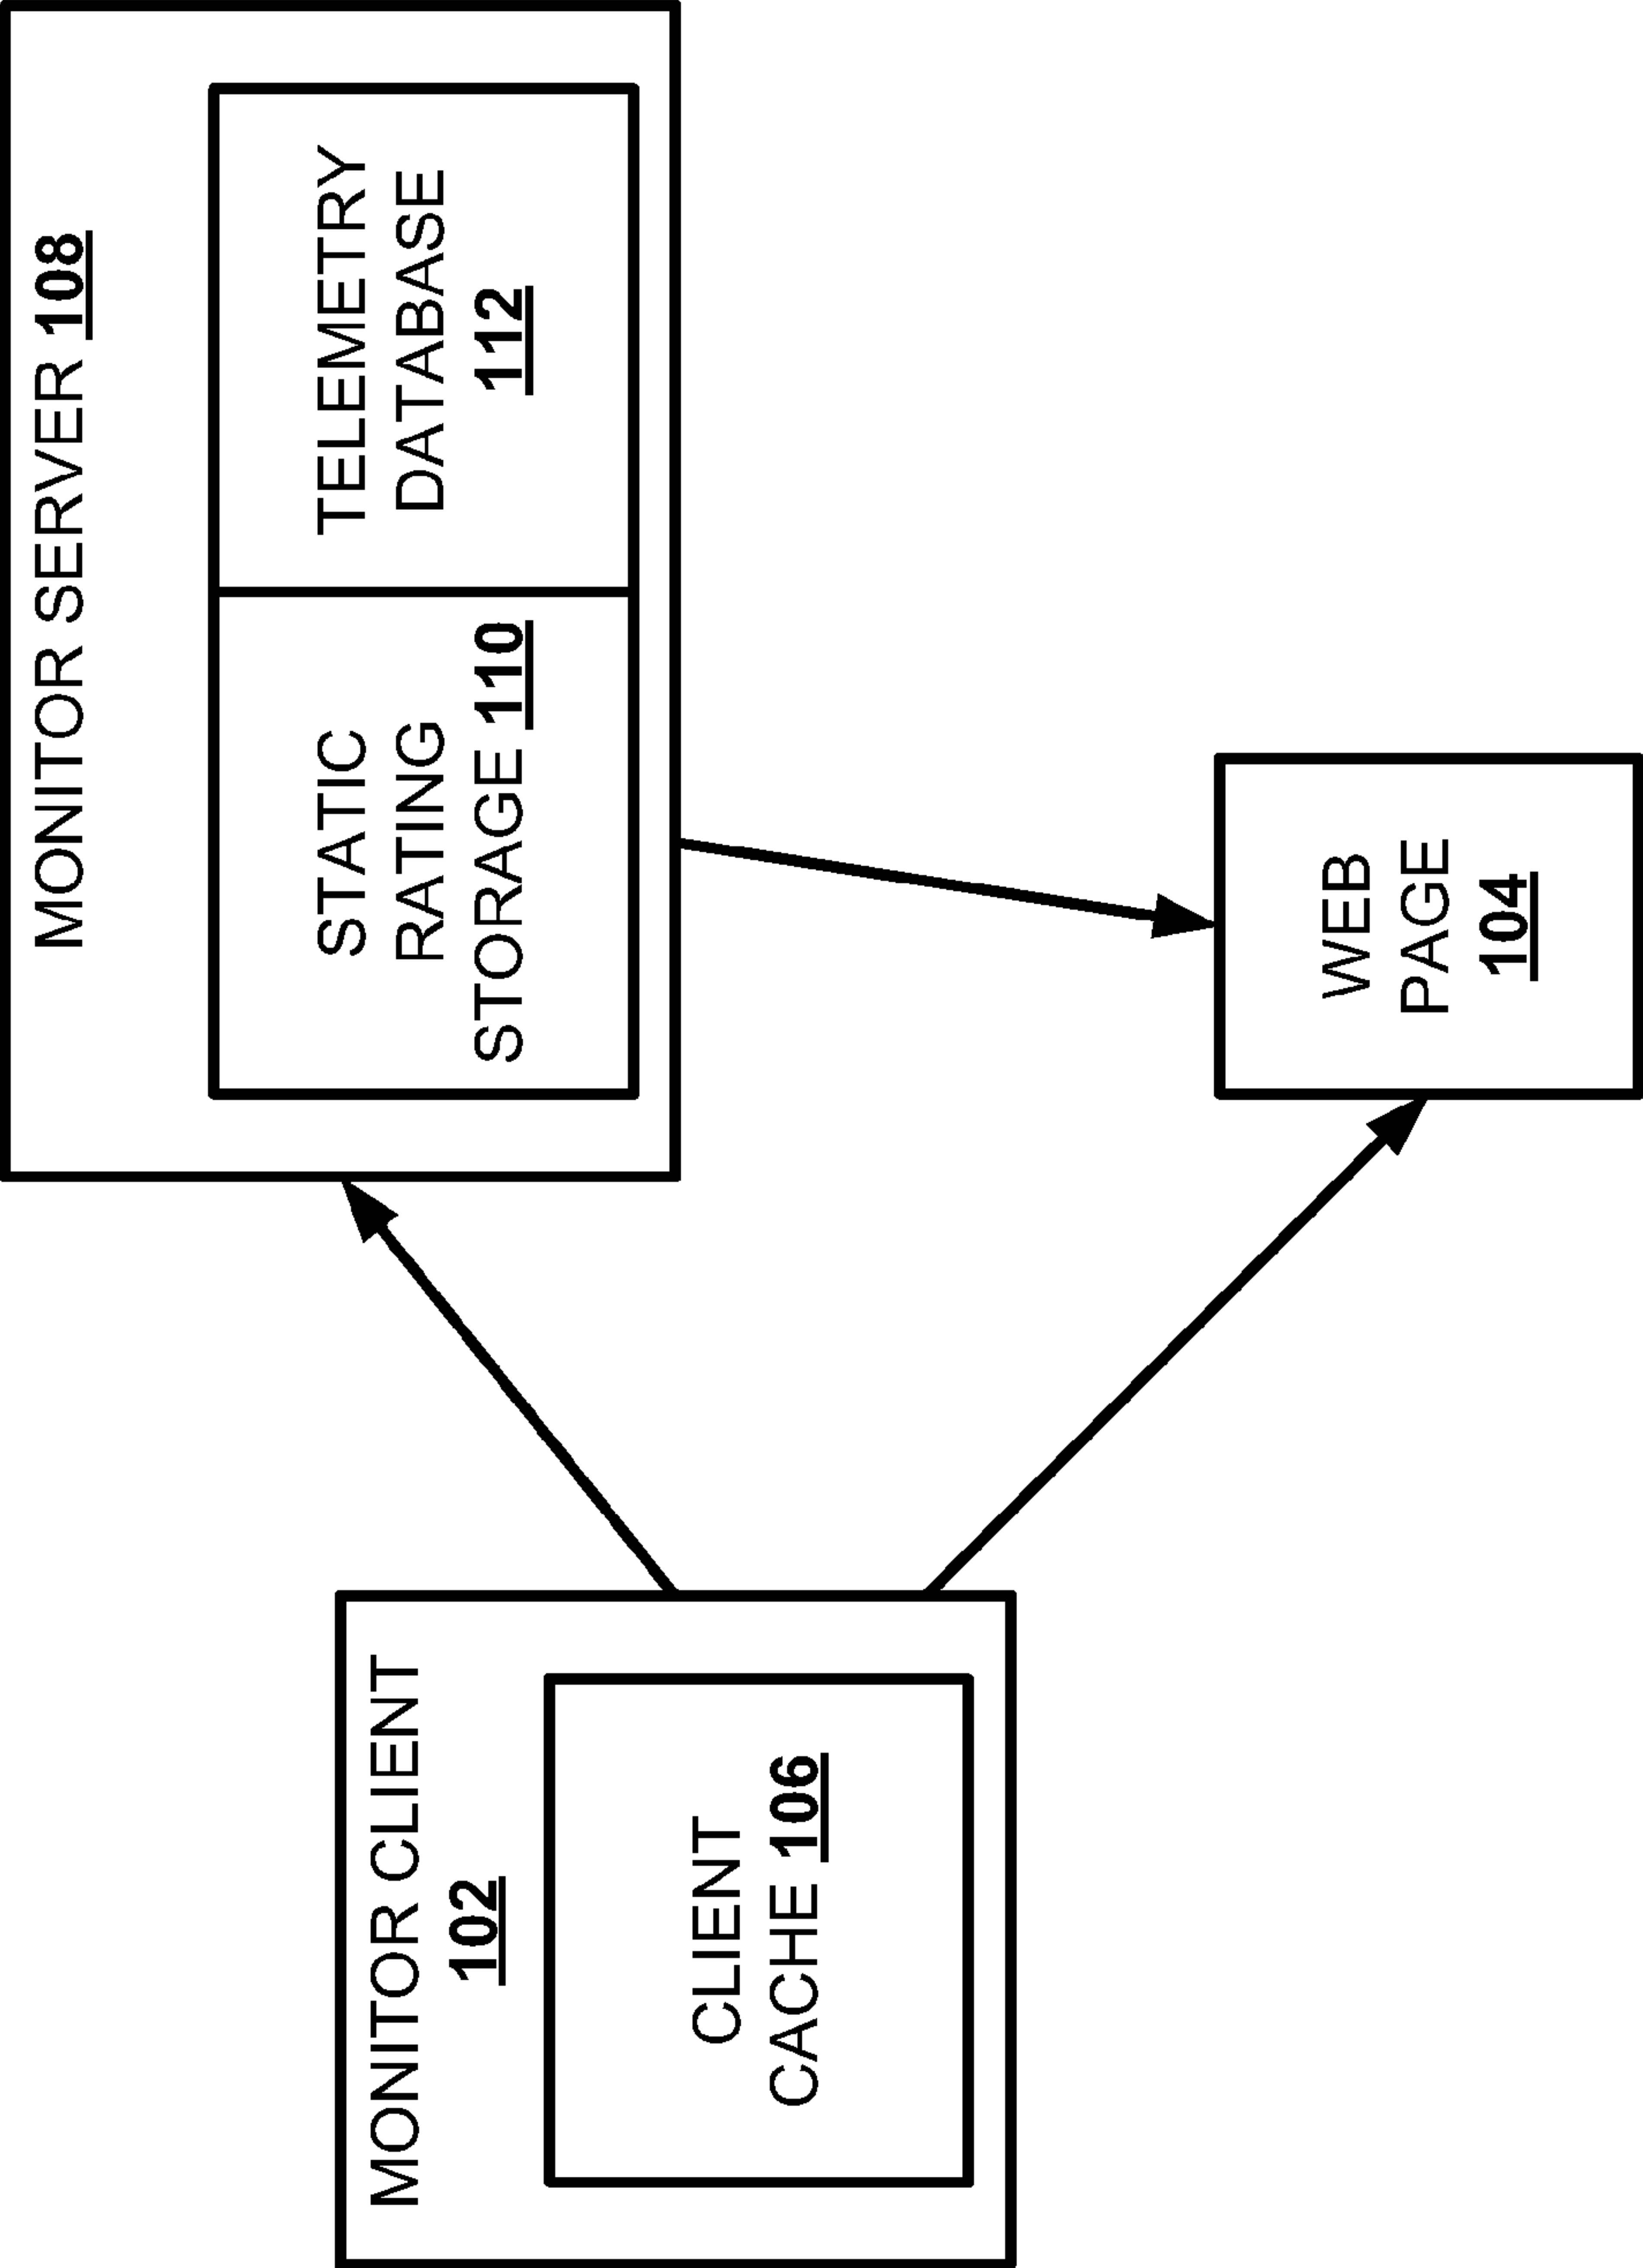 MONITOR SERVER 108
STATIC
RATING
STORAGE 110
TELEMETRY
DATABASE
112
MONITOR CLIENT
102
CLIENT
CACHE 106
WEB
PAGE
104